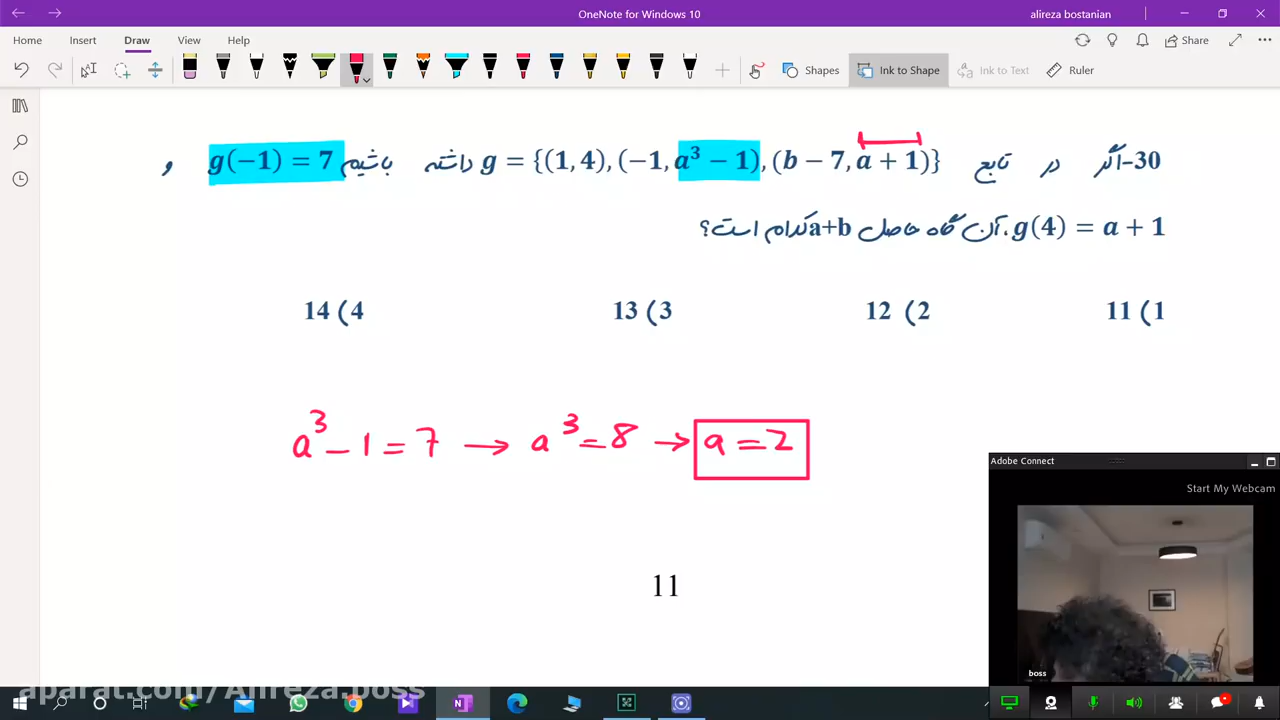 OneNote for Windows 10
alireza bostanian
Home Insert Draw View Help
Share
Shapes Ink to Shape Ink to Text Ruler
30-اگر در تابع g = {(1, 4), (−1, a³ − 1), (b − 7, a + 1)} داشته باشیم g(−1) = 7 و
g(4) = a + 1. آن گاه حاصل a+b کدام است؟
11 (1 12 (2 13 (3 14 (4
a³ − 1 = 7 → a³ = 8 → a = 2
11
Adobe Connect
Start My Webcam
boss
aparat.com/Alireza.boss